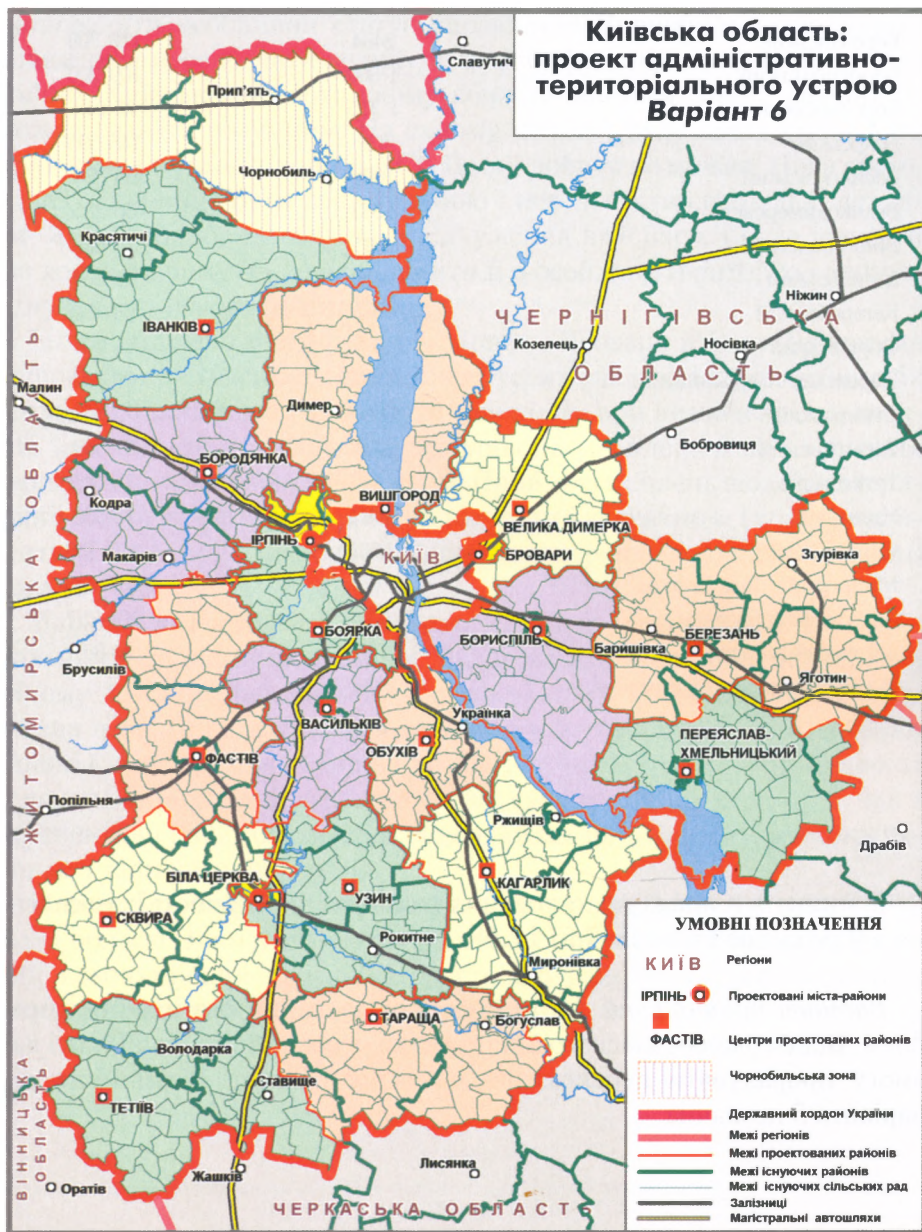 Київська область:
проект адміністративно-
територіального устрою
Варіант 6
Славутич
Прип'ять
Чорнобиль
Красятичі
ІВАНКІВ
ЧЕРНІГІВСЬКА
ОБЛАСТЬ
Ніжин
Носівка
Козелець
Бобровиця
Малин
Димер
БОРОДЯНКА
Кодра
Макарів
ВИШГОРОД
ІРПІНЬ
КИЇВ
ВЕЛИКА ДИМЕРКА
БРОВАРИ
Згурівка
БОЯРКА
БОРИСПІЛЬ
Баришівка
БЕРЕЗАНЬ
Яготин
Брусилів
ЖИТОМИРСЬКА ОБЛАСТЬ
ВАСИЛЬКІВ
Українка
ОБУХІВ
ПЕРЕЯСЛАВ-
ХМЕЛЬНИЦЬКИЙ
ФАСТІВ
Попільня
Ржищів
Драбів
БІЛА ЦЕРКВА
УЗИН
КАГАРЛИК
СКВИРА
Рокитне
Миронівка
ТАРАЩА
Богуслав
Володарка
Ставище
ТЕТІЇВ
ВІННИЦЬКА
ОБЛАСТЬ
Оратів
Жашків
Лисянка
ЧЕРКАСЬКА ОБЛАСТЬ
УМОВНІ ПОЗНАЧЕННЯ
КИЇВ Регіони
ІРПІНЬ Проектовані міста-райони
ФАСТІВ Центри проектованих районів
Чорнобильська зона
Державний кордон України
Межі регіонів
Межі проектованих районів
Межі існуючих районів
Межі існуючих сільських рад
Залізниці
Магістральні автошляхи